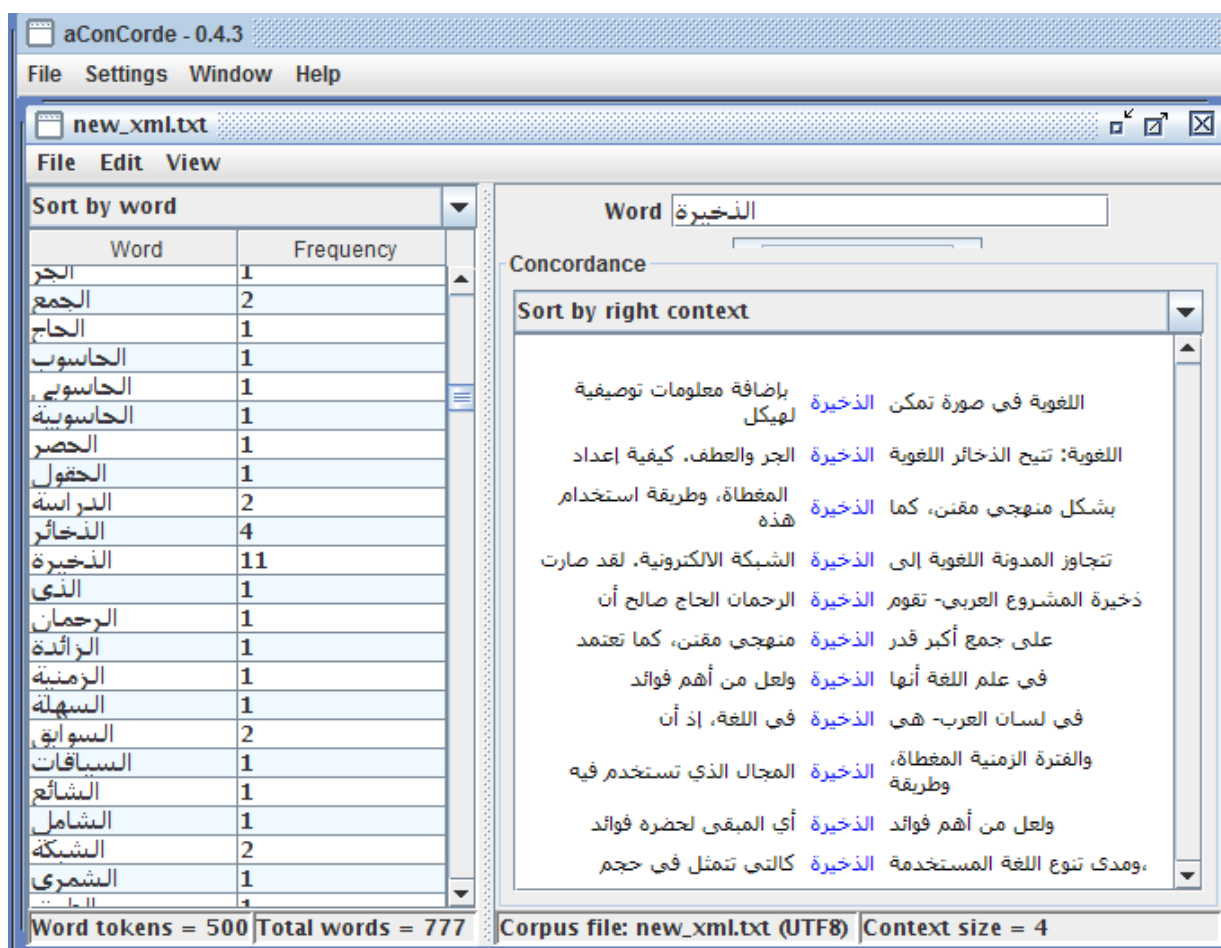 aConCorde - 0.4.3
File Settings Window Help
new_xml.txt
File Edit View
Sort by word
Word Frequency
الجر 1
الجمع 2
الحاج 1
الحاسوب 1
الحاسوبي 1
الحاسوبية 1
الحصر 1
الحقول 1
الدراسة 2
الذخائر 4
الذخيرة 11
الذي 1
الرحمان 1
الزائدة 1
الزمنية 1
السهلة 1
السوابق 2
السياقات 1
الشائع 1
الشامل 1
الشبكة 2
الشمري 1
Word tokens = 500 Total words = 777
Word الذخيرة
Concordance
Sort by right context
اللغوية في صورة تمكن الذخيرة بإضافة معلومات توصيفية
لهيكل
اللغوية: تتيح الذخائر اللغوية الذخيرة الجر والعطف. كيفية إعداد
بشكل منهجي مقنن، كما الذخيرة المغطاة، وطريقة استخدام
هذه
تتجاوز المدونة اللغوية إلى الذخيرة الشبكة الالكترونية. لقد صارت
ذخيرة المشروع العربي- تقوم الذخيرة الرحمان الحاج صالح أن
على جمع أكبر قدر الذخيرة منهجي مقنن، كما تعتمد
في علم اللغة أنها الذخيرة ولعل من أهم فوائد
في لسان العرب- هي الذخيرة في اللغة، إذ أن
والفترة الزمنية المغطاة، الذخيرة المجال الذي تستخدم فيه
وطريقة
ولعل من أهم فوائد الذخيرة أي المبقى لحضره فوائد
،ومدى تنوع اللغة المستخدمة الذخيرة كالتي تتمثل في حجم
Corpus file: new_xml.txt (UTF8) Context size = 4